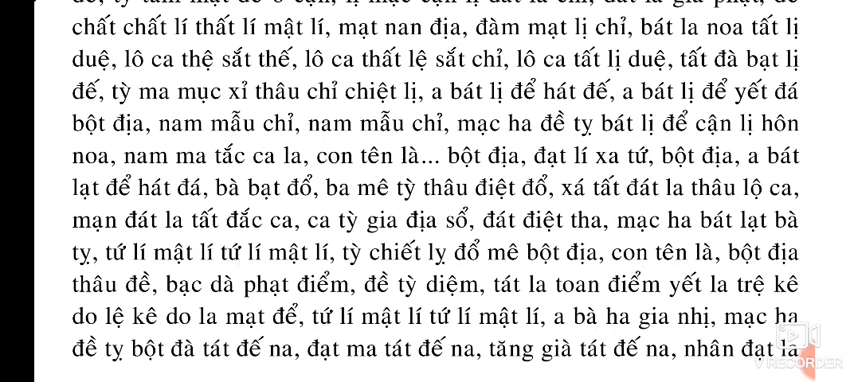 chất chất lí thất lí mật lí, mạt nan địa, đàm mạt lị chỉ, bát la noa tất lị
duệ, lô ca thệ sắt thế, lô ca thất lệ sắt chỉ, lô ca tất lị duệ, tất đà bạt lị
đế, tỳ ma mục xỉ thâu chỉ chiệt lị, a bát lị để hát đế, a bát lị để yết đá
bột địa, nam mẫu chỉ, nam mẫu chỉ, mạc ha đề tỵ bát lị để cận lị hôn
noa, nam ma tắc ca la, con tên là... bột địa, đạt lí xa tứ, bột địa, a bát
lạt để hát đá, bà bạt đổ, ba mê tỳ thâu điệt đổ, xá tất đát la thâu lộ ca,
mạn đát la tất đắc ca, ca tỳ gia địa sổ, đát điệt tha, mạc ha bát lạt bà
tỵ, tứ lí mật lí tứ lí mật lí, tỳ chiết lỵ đổ mê bột địa, con tên là, bột địa
thâu đề, bạc dà phạt điểm, đề tỳ diệm, tát la toan điểm yết la trệ kê
do lệ kê do la mạt để, tứ lí mật lí tứ lí mật lí, a bà ha gia nhị, mạc ha
đề tỵ bột đà tát đế na, đạt ma tát đế na, tăng già tát đế na, nhân đạt la
V RECORDER